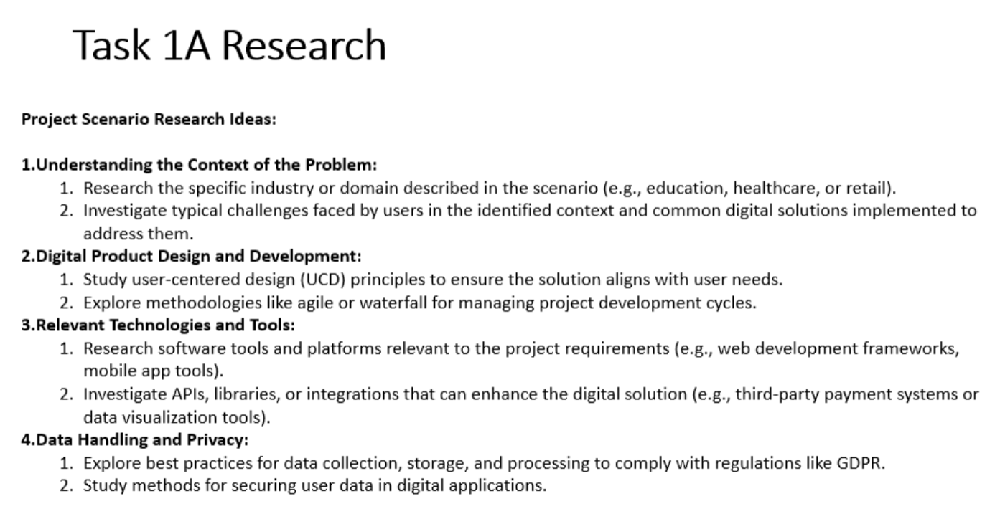 Task 1A Research
Project Scenario Research Ideas:
1.Understanding the Context of the Problem:
1. Research the specific industry or domain described in the scenario (e.g., education, healthcare, or retail).
2. Investigate typical challenges faced by users in the identified context and common digital solutions implemented to
address them.
2.Digital Product Design and Development:
1. Study user-centered design (UCD) principles to ensure the solution aligns with user needs.
2. Explore methodologies like agile or waterfall for managing project development cycles.
3.Relevant Technologies and Tools:
1. Research software tools and platforms relevant to the project requirements (e.g., web development frameworks,
mobile app tools).
2. Investigate APIs, libraries, or integrations that can enhance the digital solution (e.g., third-party payment systems or
data visualization tools).
4.Data Handling and Privacy:
1. Explore best practices for data collection, storage, and processing to comply with regulations like GDPR.
2. Study methods for securing user data in digital applications.